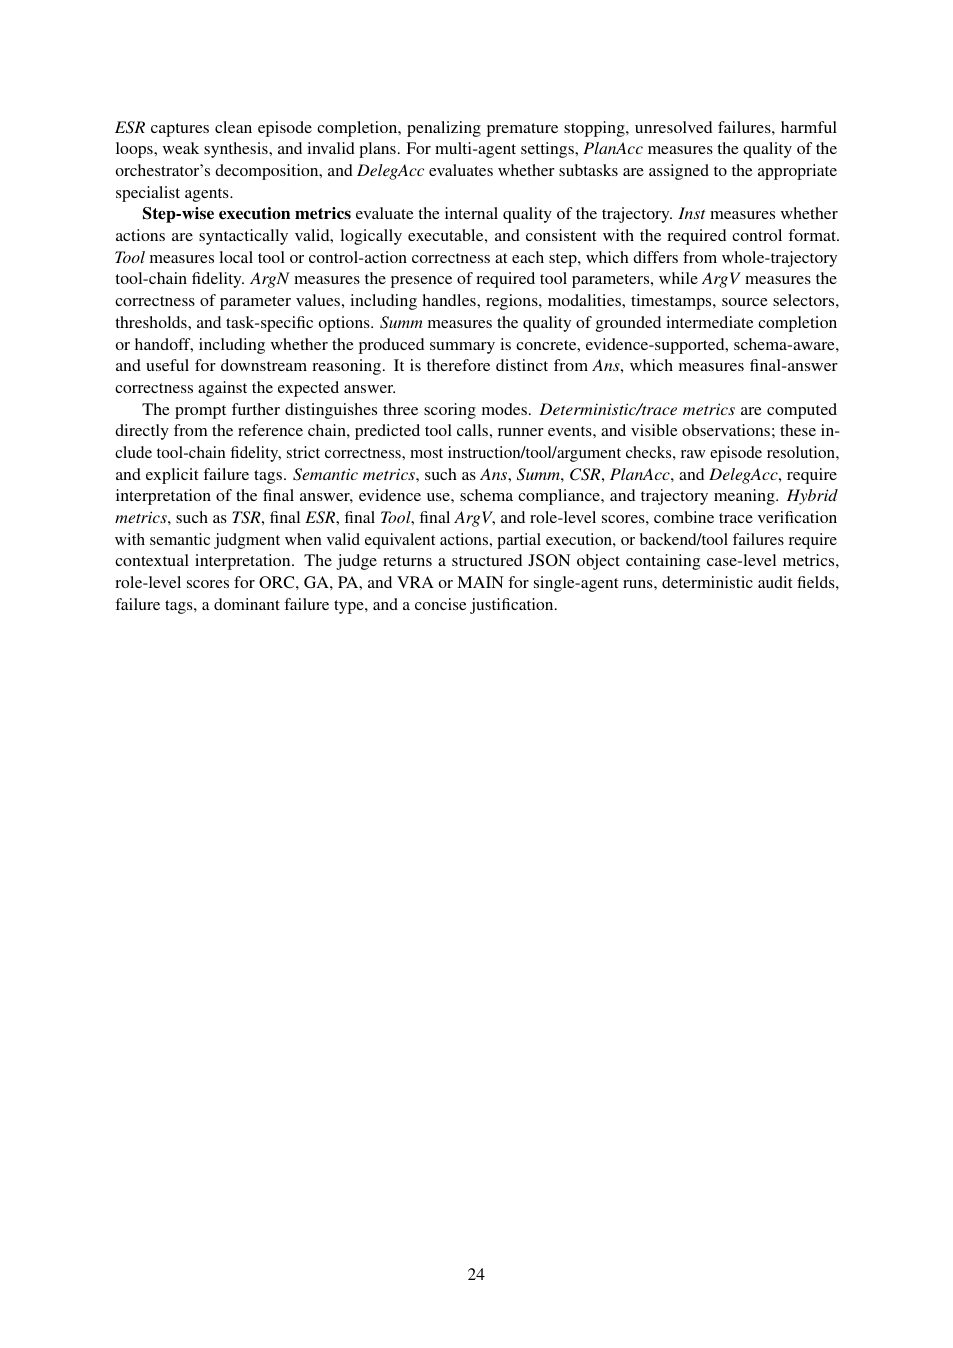 ESR captures clean episode completion, penalizing premature stopping, unresolved failures, harmful
loops, weak synthesis, and invalid plans. For multi-agent settings, PlanAcc measures the quality of the
orchestrator's decomposition, and DelegAcc evaluates whether subtasks are assigned to the appropriate
specialist agents.
Step-wise execution metrics evaluate the internal quality of the trajectory. Inst measures whether
actions are syntactically valid, logically executable, and consistent with the required control format.
Tool measures local tool or control-action correctness at each step, which differs from whole-trajectory
tool-chain fidelity. ArgN measures the presence of required tool parameters, while ArgV measures the
correctness of parameter values, including handles, regions, modalities, timestamps, source selectors,
thresholds, and task-specific options. Summ measures the quality of grounded intermediate completion
or handoff, including whether the produced summary is concrete, evidence-supported, schema-aware,
and useful for downstream reasoning. It is therefore distinct from Ans, which measures final-answer
correctness against the expected answer.
The prompt further distinguishes three scoring modes. Deterministic/trace metrics are computed
directly from the reference chain, predicted tool calls, runner events, and visible observations; these in-
clude tool-chain fidelity, strict correctness, most instruction/tool/argument checks, raw episode resolution,
and explicit failure tags. Semantic metrics, such as Ans, Summ, CSR, PlanAcc, and DelegAcc, require
interpretation of the final answer, evidence use, schema compliance, and trajectory meaning. Hybrid
metrics, such as TSR, final ESR, final Tool, final ArgV, and role-level scores, combine trace verification
with semantic judgment when valid equivalent actions, partial execution, or backend/tool failures require
contextual interpretation. The judge returns a structured JSON object containing case-level metrics,
role-level scores for ORC, GA, PA, and VRA or MAIN for single-agent runs, deterministic audit fields,
failure tags, a dominant failure type, and a concise justification.
24